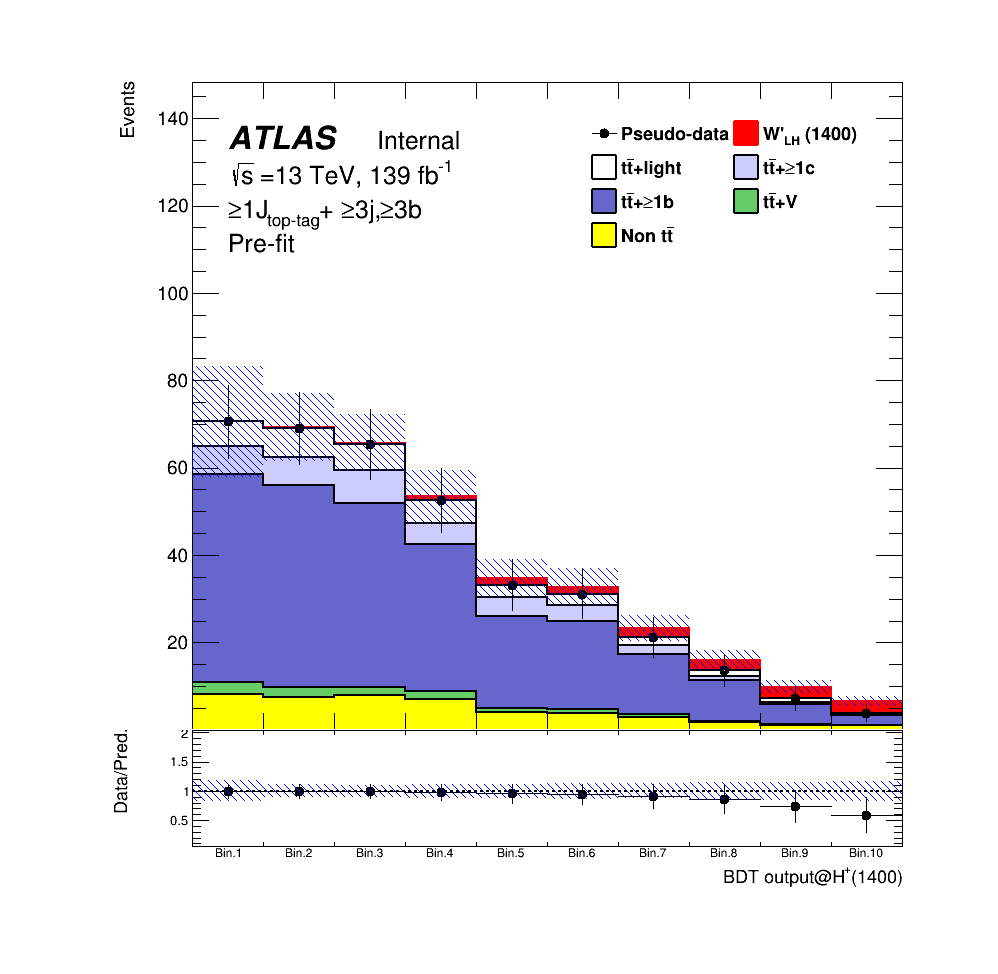 Events
140
120
100
80
60
40
20
ATLAS Internal
√s =13 TeV, 139 fb-1
≥1Jtop-tag+ ≥3j,≥3b
Pre-fit
Pseudo-data W'LH (1400)
tt̄+light tt̄+≥1c
tt̄+≥1b tt̄+V
Non tt̄
Data/Pred.
2
1.5
1
0.5
Bin.1 Bin.2 Bin.3 Bin.4 Bin.5 Bin.6 Bin.7 Bin.8 Bin.9 Bin.10
BDT output@H+(1400)